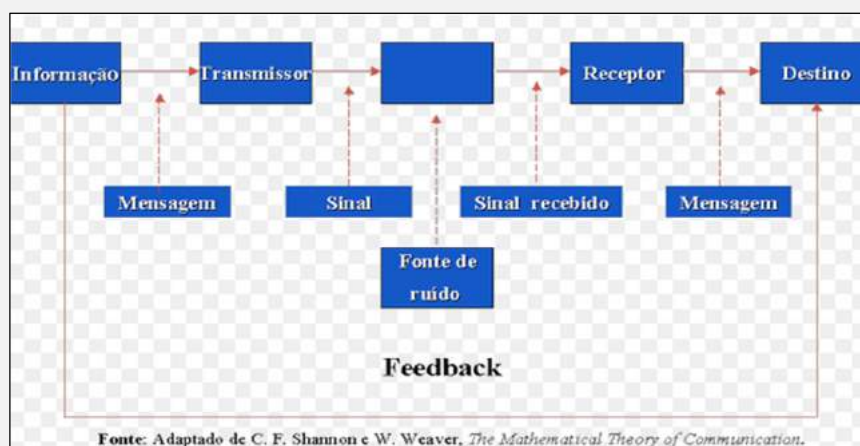 Informação
Transmissor
Receptor
Destino
Mensagem
Sinal
Sinal recebido
Mensagem
Fonte de
ruído
Feedback
Fonte: Adaptado de C. F. Shannon e W. Weaver, The Mathematical Theory of Communication.